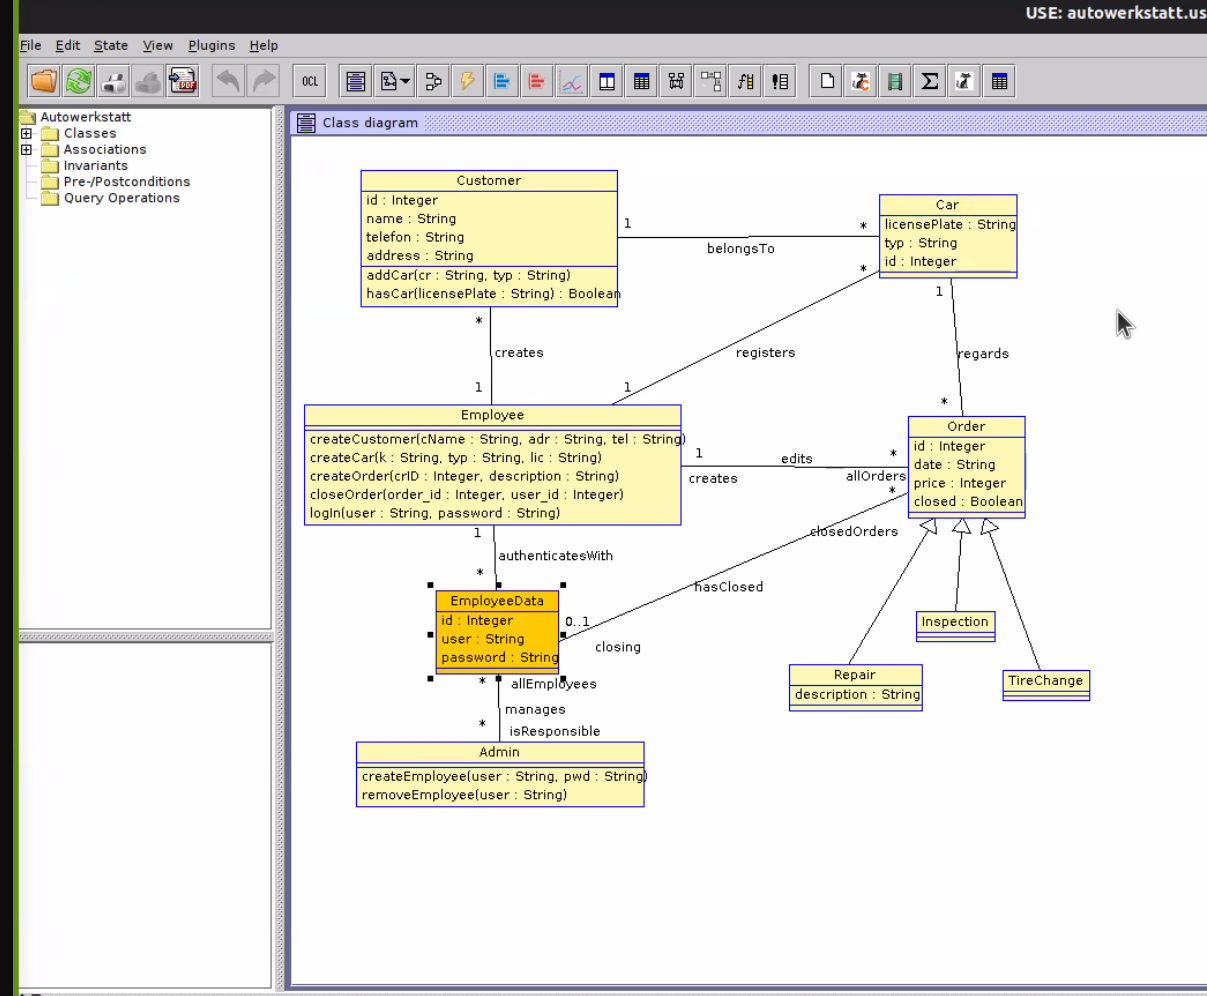 USE: autowerkstatt.us
File Edit State View Plugins Help
PDF
OCL
Autowerkstatt
Classes
Associations
Invariants
Pre-/Postconditions
Query Operations
Class diagram
Customer
id : Integer
name : String
telefon : String
address : String
addCar(cr : String, typ : String)
hasCar(licensePlate : String) : Boolean
1
*
belongsTo
Car
licensePlate : String
typ : String
id : Integer
*
creates
1
*
registers
1
1
regards
*
Employee
createCustomer(cName : String, adr : String, tel : String)
createCar(k : String, typ : String, lic : String)
createOrder(crID : Integer, description : String)
closeOrder(order_id : Integer, user_id : Integer)
logIn(user : String, password : String)
1
edits
*
creates
allOrders
Order
id : Integer
date : String
price : Integer
closed : Boolean
*
closedOrders
hasClosed
0..1
closing
1
authenticatesWith
*
EmployeeData
id : Integer
user : String
password : String
*
allEmployees
manages
*
isResponsible
Admin
createEmployee(user : String, pwd : String)
removeEmployee(user : String)
Inspection
Repair
description : String
TireChange